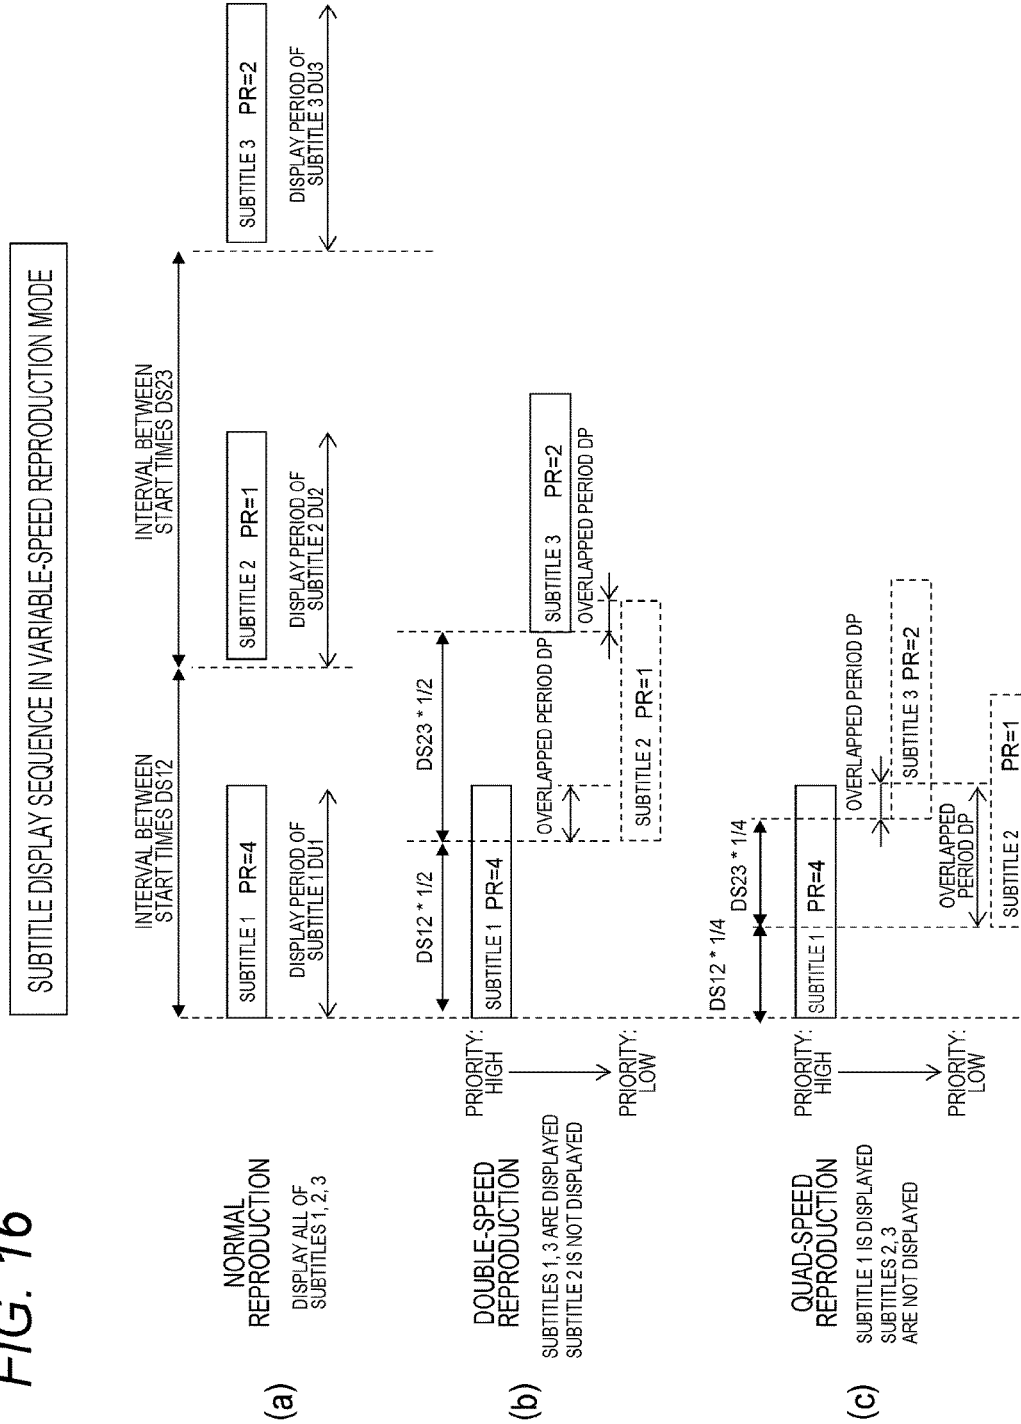 FIG. 16
SUBTITLE DISPLAY SEQUENCE IN VARIABLE-SPEED REPRODUCTION MODE
INTERVAL BETWEEN
START TIMES DS12
INTERVAL BETWEEN
START TIMES DS23
(a)
NORMAL
REPRODUCTION
DISPLAY ALL OF
SUBTITLES 1, 2, 3
SUBTITLE 1 PR=4
SUBTITLE 2 PR=1
SUBTITLE 3 PR=2
DISPLAY PERIOD OF
SUBTITLE 1 DU1
DISPLAY PERIOD OF
SUBTITLE 2 DU2
DISPLAY PERIOD OF
SUBTITLE 3 DU3
(b)
DOUBLE-SPEED
REPRODUCTION
SUBTITLES 1, 3 ARE DISPLAYED
SUBTITLE 2 IS NOT DISPLAYED
PRIORITY:
HIGH
PRIORITY:
LOW
DS12 * 1/2
DS23 * 1/2
SUBTITLE 1 PR=4
SUBTITLE 3 PR=2
OVERLAPPED PERIOD DP
OVERLAPPED PERIOD DP
SUBTITLE 2 PR=1
(c)
QUAD-SPEED
REPRODUCTION
SUBTITLE 1 IS DISPLAYED
SUBTITLES 2,3
ARE NOT DISPLAYED
PRIORITY:
HIGH
PRIORITY:
LOW
DS12 * 1/4
DS23 * 1/4
SUBTITLE 1 PR=4
OVERLAPPED PERIOD DP
SUBTITLE 3 PR=2
OVERLAPPED
PERIOD DP
SUBTITLE 2 PR=1